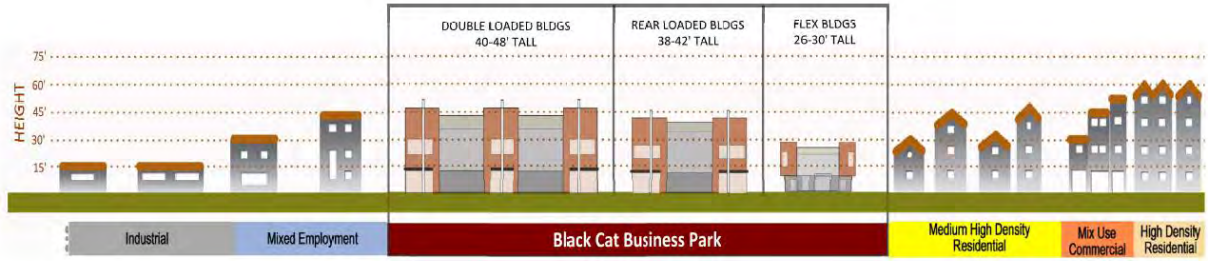 DOUBLE LOADED BLDGS
40-48' TALL
REAR LOADED BLDGS
38-42' TALL
FLEX BLDGS
26-30' TALL
HEIGHT
75'
60'
45'
30'
15'
Industrial
Mixed Employment
Black Cat Business Park
Medium High Density
Residential
Mix Use
Commercial
High Density
Residential